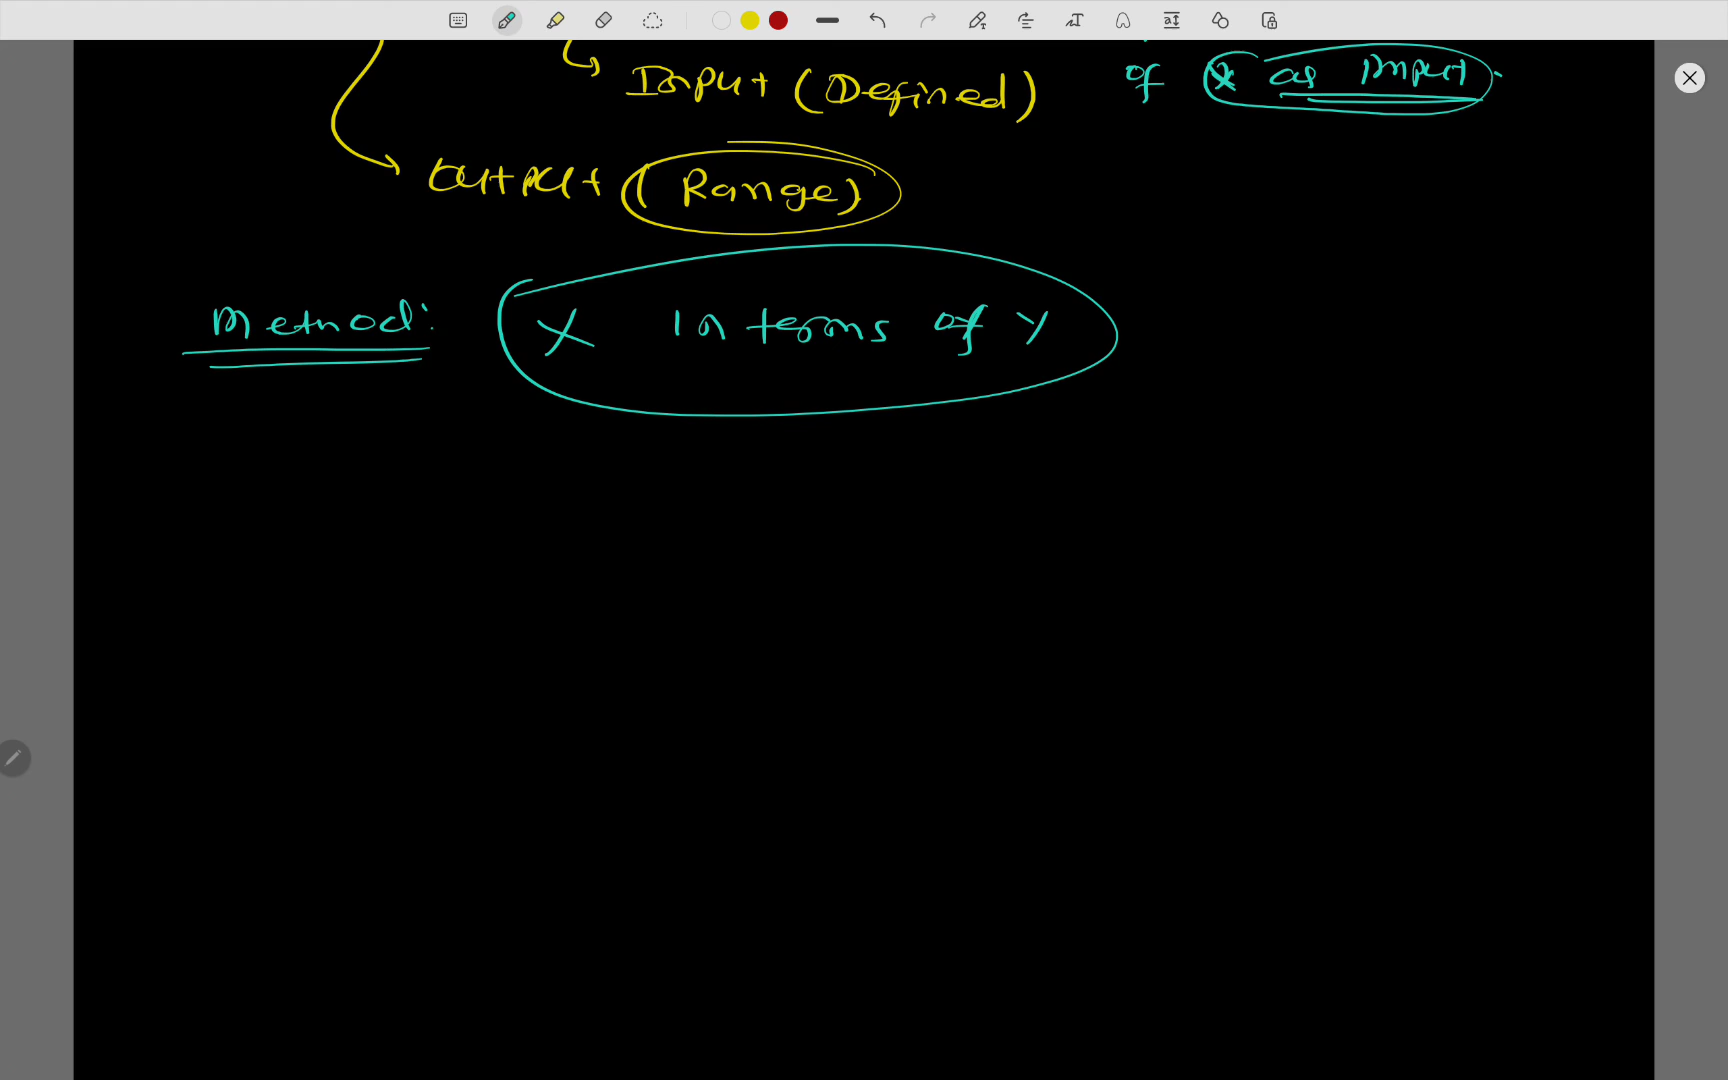 Input (Defined)
of x as Input.
Output (Range)
Method:
X in terms of Y